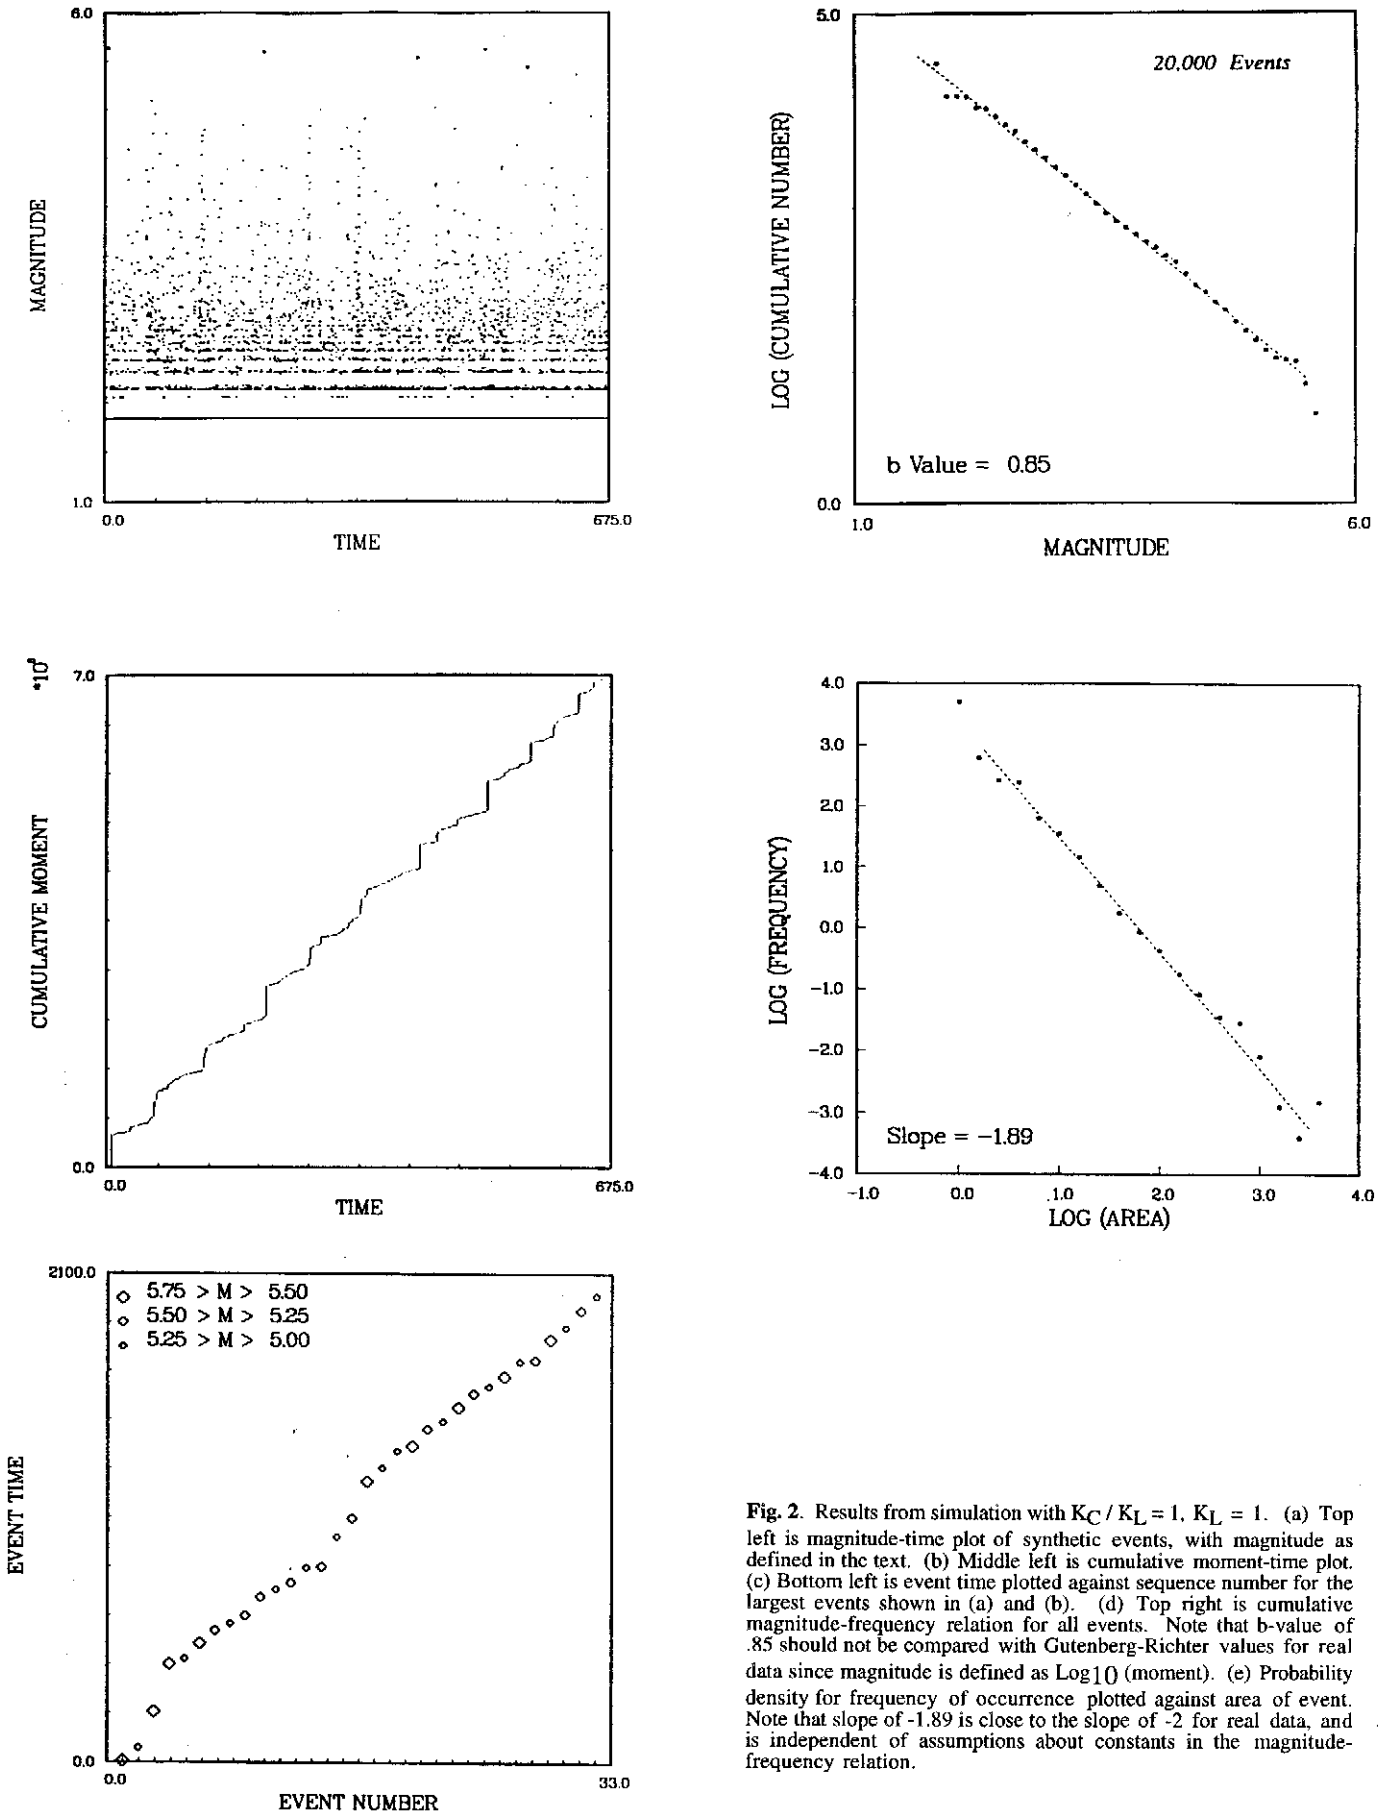 6.0
MAGNITUDE
1.0
0.0
675.0
TIME
5.0
20,000 Events
LOG (CUMULATIVE NUMBER)
b Value = 0.85
0.0
1.0
6.0
MAGNITUDE
*10⁸
7.0
CUMULATIVE MOMENT
0.0
0.0
675.0
TIME
4.0
3.0
2.0
1.0
0.0
-1.0
-2.0
-3.0
-4.0
LOG (FREQUENCY)
Slope = -1.89
-1.0
0.0
1.0
2.0
3.0
4.0
LOG (AREA)
2100.0
5.75 > M > 5.50
5.50 > M > 5.25
5.25 > M > 5.00
EVENT TIME
0.0
0.0
33.0
EVENT NUMBER
Fig. 2. Results from simulation with KC / KL = 1, KL = 1. (a) Top
left is magnitude-time plot of synthetic events, with magnitude as
defined in the text. (b) Middle left is cumulative moment-time plot.
(c) Bottom left is event time plotted against sequence number for the
largest events shown in (a) and (b). (d) Top right is cumulative
magnitude-frequency relation for all events. Note that b-value of
.85 should not be compared with Gutenberg-Richter values for real
data since magnitude is defined as Log10 (moment). (e) Probability
density for frequency of occurrence plotted against area of event.
Note that slope of -1.89 is close to the slope of -2 for real data, and
is independent of assumptions about constants in the magnitude-
frequency relation.